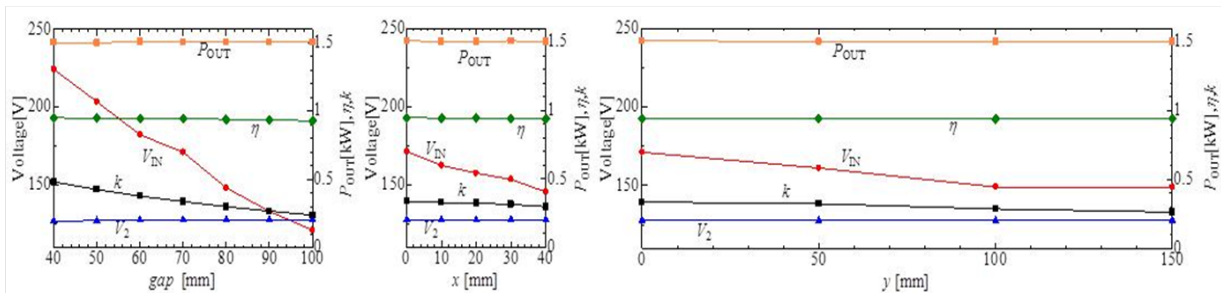 250
200
150
Voltage[V]
1.5
1
0.5
0
P_OUT[kW], η, k
P_OUT
η
V_IN
k
V_2
40 50 60 70 80 90 100
gap [mm]
250
200
150
Voltage[V]
1.5
1
0.5
0
P_OUT[kW], η, k
P_OUT
η
V_IN
k
V_2
0 10 20 30 40
x [mm]
250
200
150
Voltage[V]
1.5
1
0.5
0
P_OUT[kW], η, k
P_OUT
η
V_IN
k
V_2
0 50 100 150
y [mm]